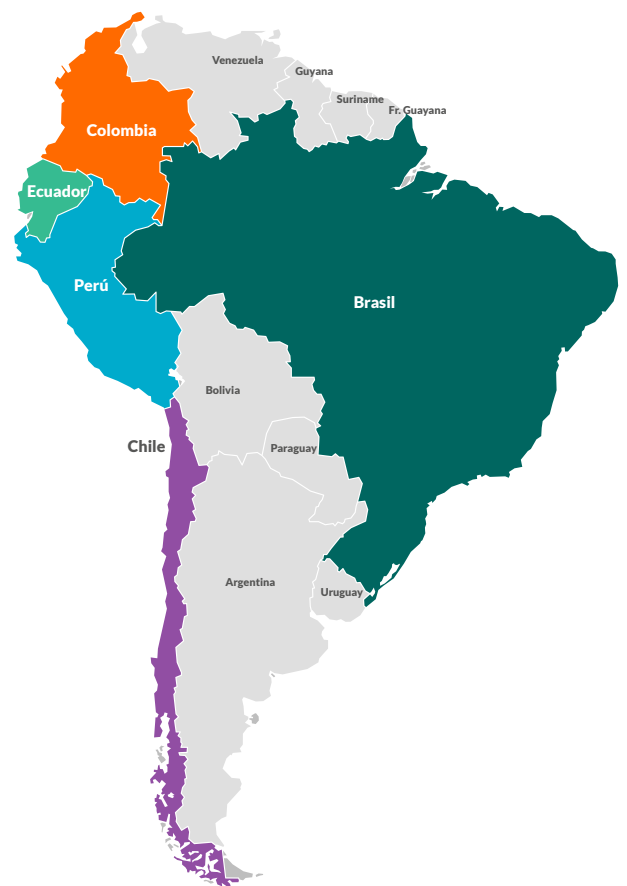 Venezuela
Guyana
Suriname
Fr. Guayana
Colombia
Ecuador
Perú
Brasil
Bolivia
Chile
Paraguay
Argentina
Uruguay